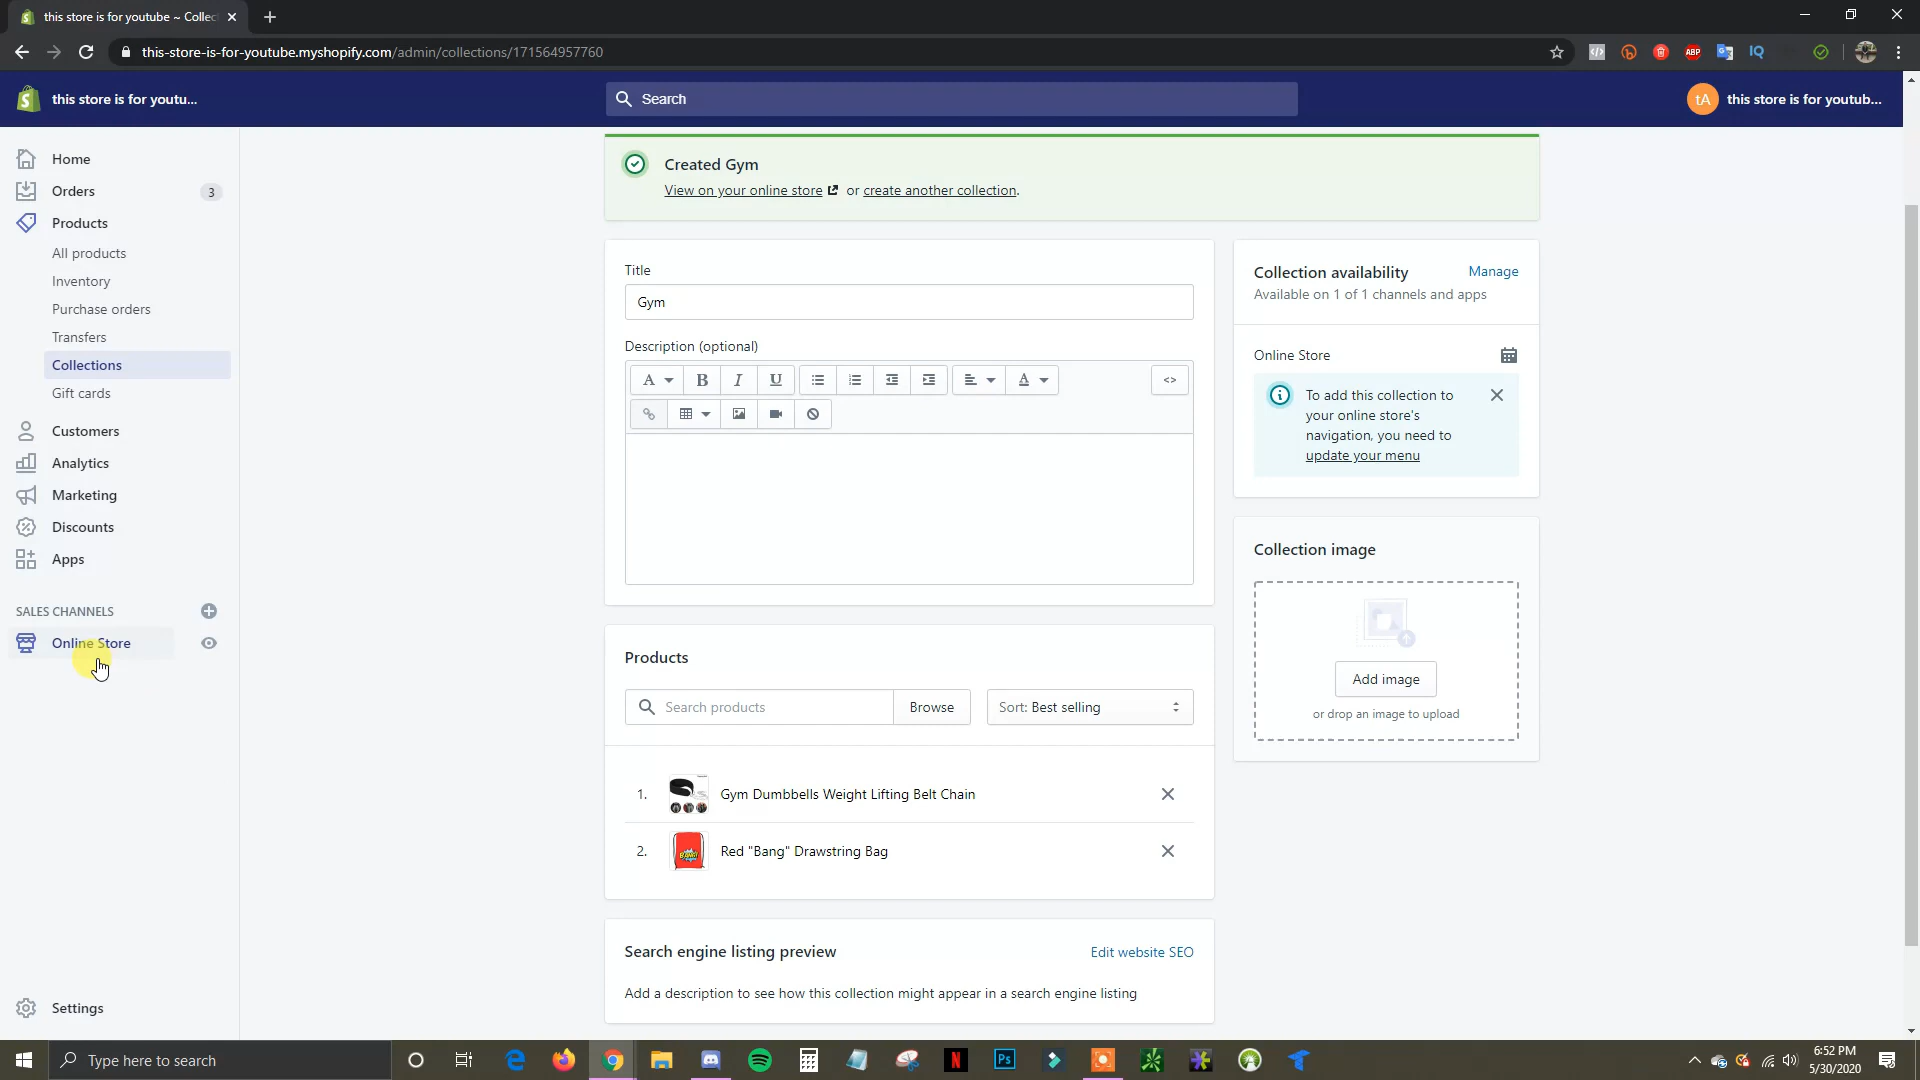 this store is for youtube ~ Collec
this-store-is-for-youtube.myshopify.com/admin/collections/171564957760
ABP
IQ
this store is for youtu...
Search
tA
this store is for youtub...
Home
Orders
3
Products
All products
Inventory
Purchase orders
Transfers
Collections
Gift cards
Customers
Analytics
Marketing
Discounts
Apps
SALES CHANNELS
Online Store
Settings
Created Gym
View on your online store or create another collection.
Title
Gym
Description (optional)
A B I U A <>
Products
Search products
Browse
Sort: Best selling
1. Gym Dumbbells Weight Lifting Belt Chain
2. Red "Bang" Drawstring Bag
Search engine listing preview
Edit website SEO
Add a description to see how this collection might appear in a search engine listing
Collection availability
Manage
Available on 1 of 1 channels and apps
Online Store
To add this collection to
your online store's
navigation, you need to
update your menu
Collection image
Add image
or drop an image to upload
Type here to search
N
Ps
6:52 PM
5/30/2020